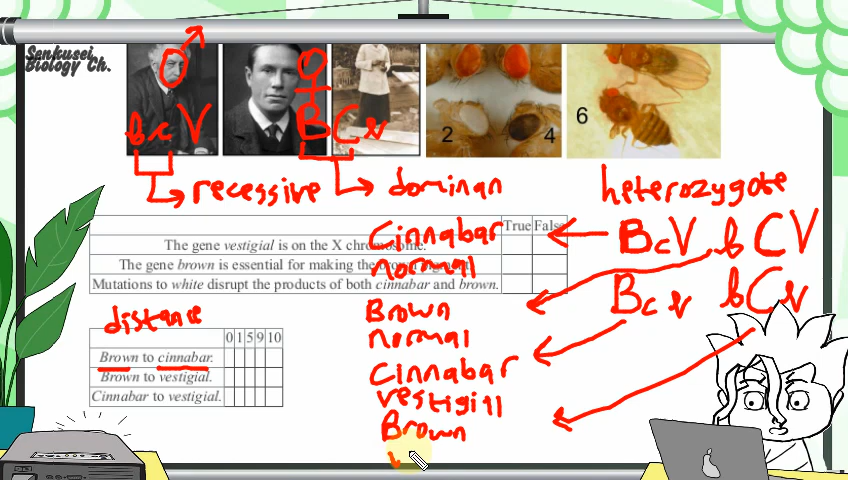 Senkusei
Biology Ch.
b c V
B C v
2
4
6
recessive
dominan
heterozygote
True False
The gene vestigial is on the X chromosome.
The gene brown is essential for making the brown pigment.
Mutations to white disrupt the products of both cinnabar and brown.
Cinnabar
normal
BcV bCV
Bcv bCv
Brown
normal
Cinnabar
vestigill
Brown
distance
0 1 5 9 10
Brown to cinnabar.
Brown to vestigial.
Cinnabar to vestigial.